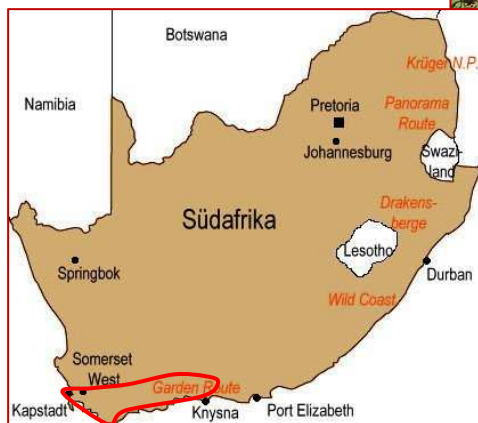 Botswana
Krüger N.P.
Namibia
Pretoria
Panorama
Route
Johannesburg
Swazi-
land
Südafrika
Drakens-
berge
Lesotho
Springbok
Durban
Wild Coast
Somerset
West
Garden Route
Kapstadt
Knysna
Port Elizabeth